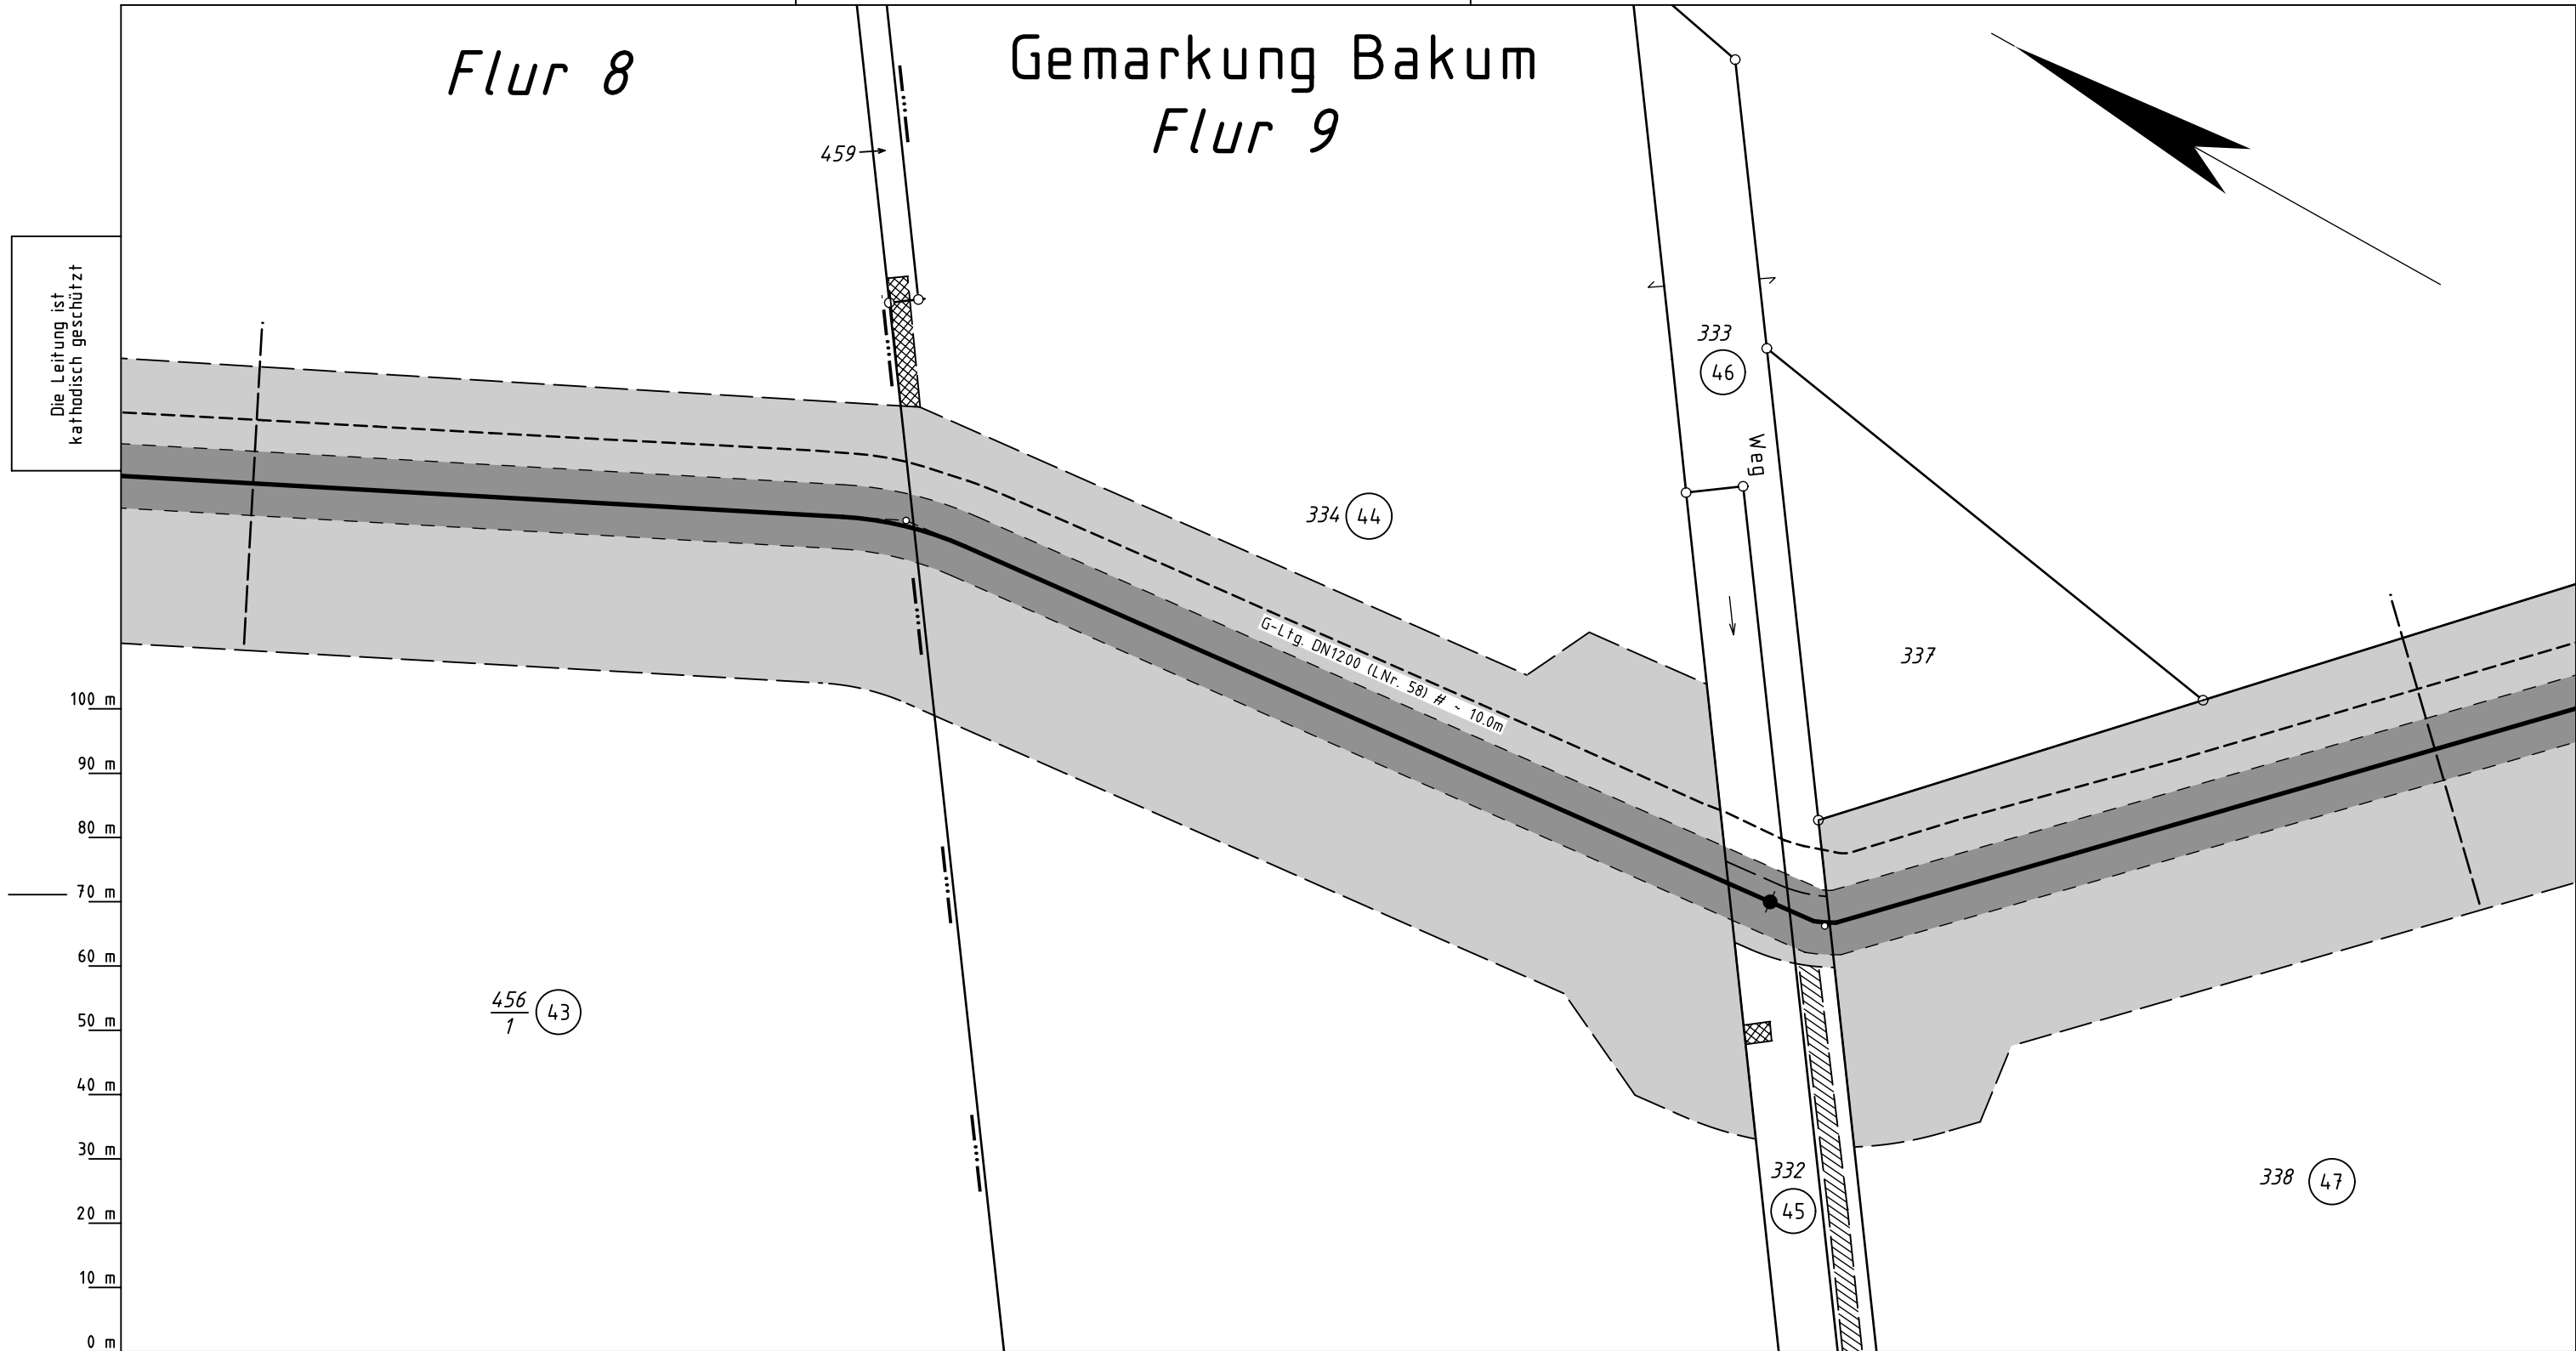 Flur 8
Gemarkung Bakum
Flur 9
459
Die Leitung ist
kathodisch geschützt
333
46
Weg
334 44
G-Ltg. DN1200 (LNr. 58) # ~ 10.0m
337
100 m
90 m
80 m
70 m
60 m
50 m
40 m
30 m
20 m
10 m
0 m
456
1
43
332
45
338 47